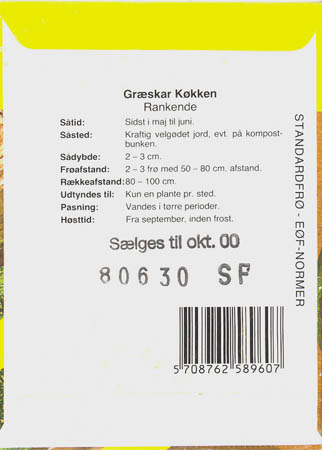 Græskar Køkken
Rankende
Såtid: Sidst i maj til juni.
Såsted: Kraftig velgødet jord, evt. på kompost-
bunken.
Sådybde: 2 – 3 cm.
Frøafstand: 2 – 3 frø med 50 – 80 cm. afstand.
Rækkeafstand: 80 – 100 cm.
Udtyndes til: Kun en plante pr. sted.
Pasning: Vandes i tørre perioder.
Høsttid: Fra september, inden frost.
Sælges til okt. 00
80630 SF
5 708762 589607
STANDARDFRØ - EØF-NORMER